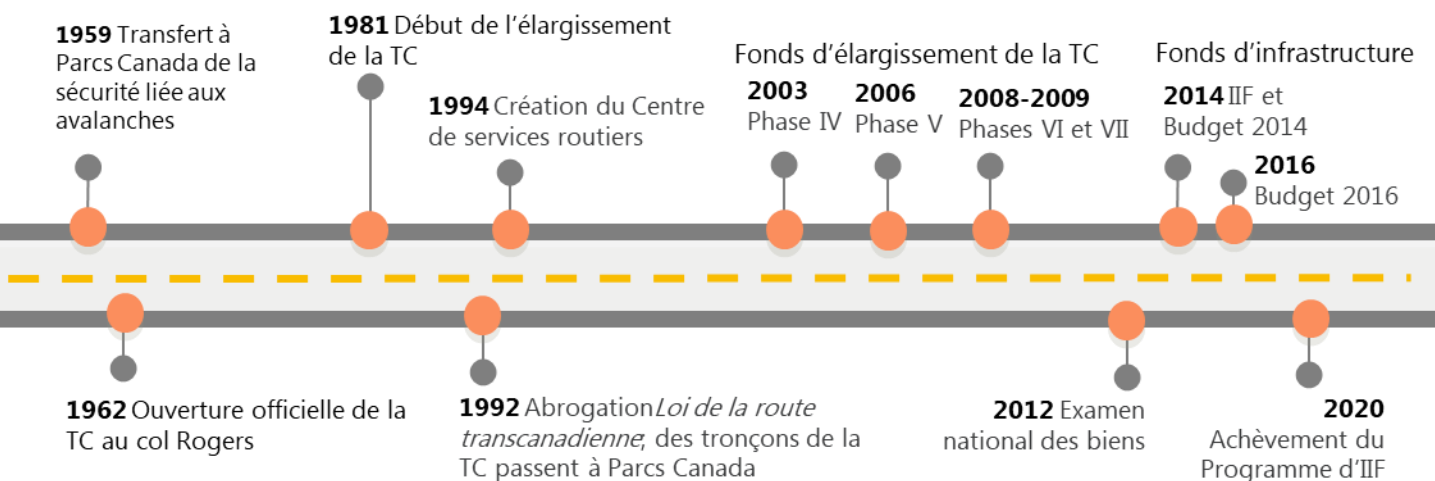 1959 Transfert à
Parcs Canada de la
sécurité liée aux
avalanches
1981 Début de l’élargissement
de la TC
1994 Création du Centre
de services routiers
Fonds d’élargissement de la TC
2003
Phase IV
2006
Phase V
2008-2009
Phases VI et VII
Fonds d’infrastructure
2014 IIF et
Budget 2014
2016
Budget 2016
1962 Ouverture officielle de la
TC au col Rogers
1992 Abrogation Loi de la route
transcanadienne; des tronçons de la
TC passent à Parcs Canada
2012 Examen
national des biens
2020
Achèvement du
Programme d’IIF